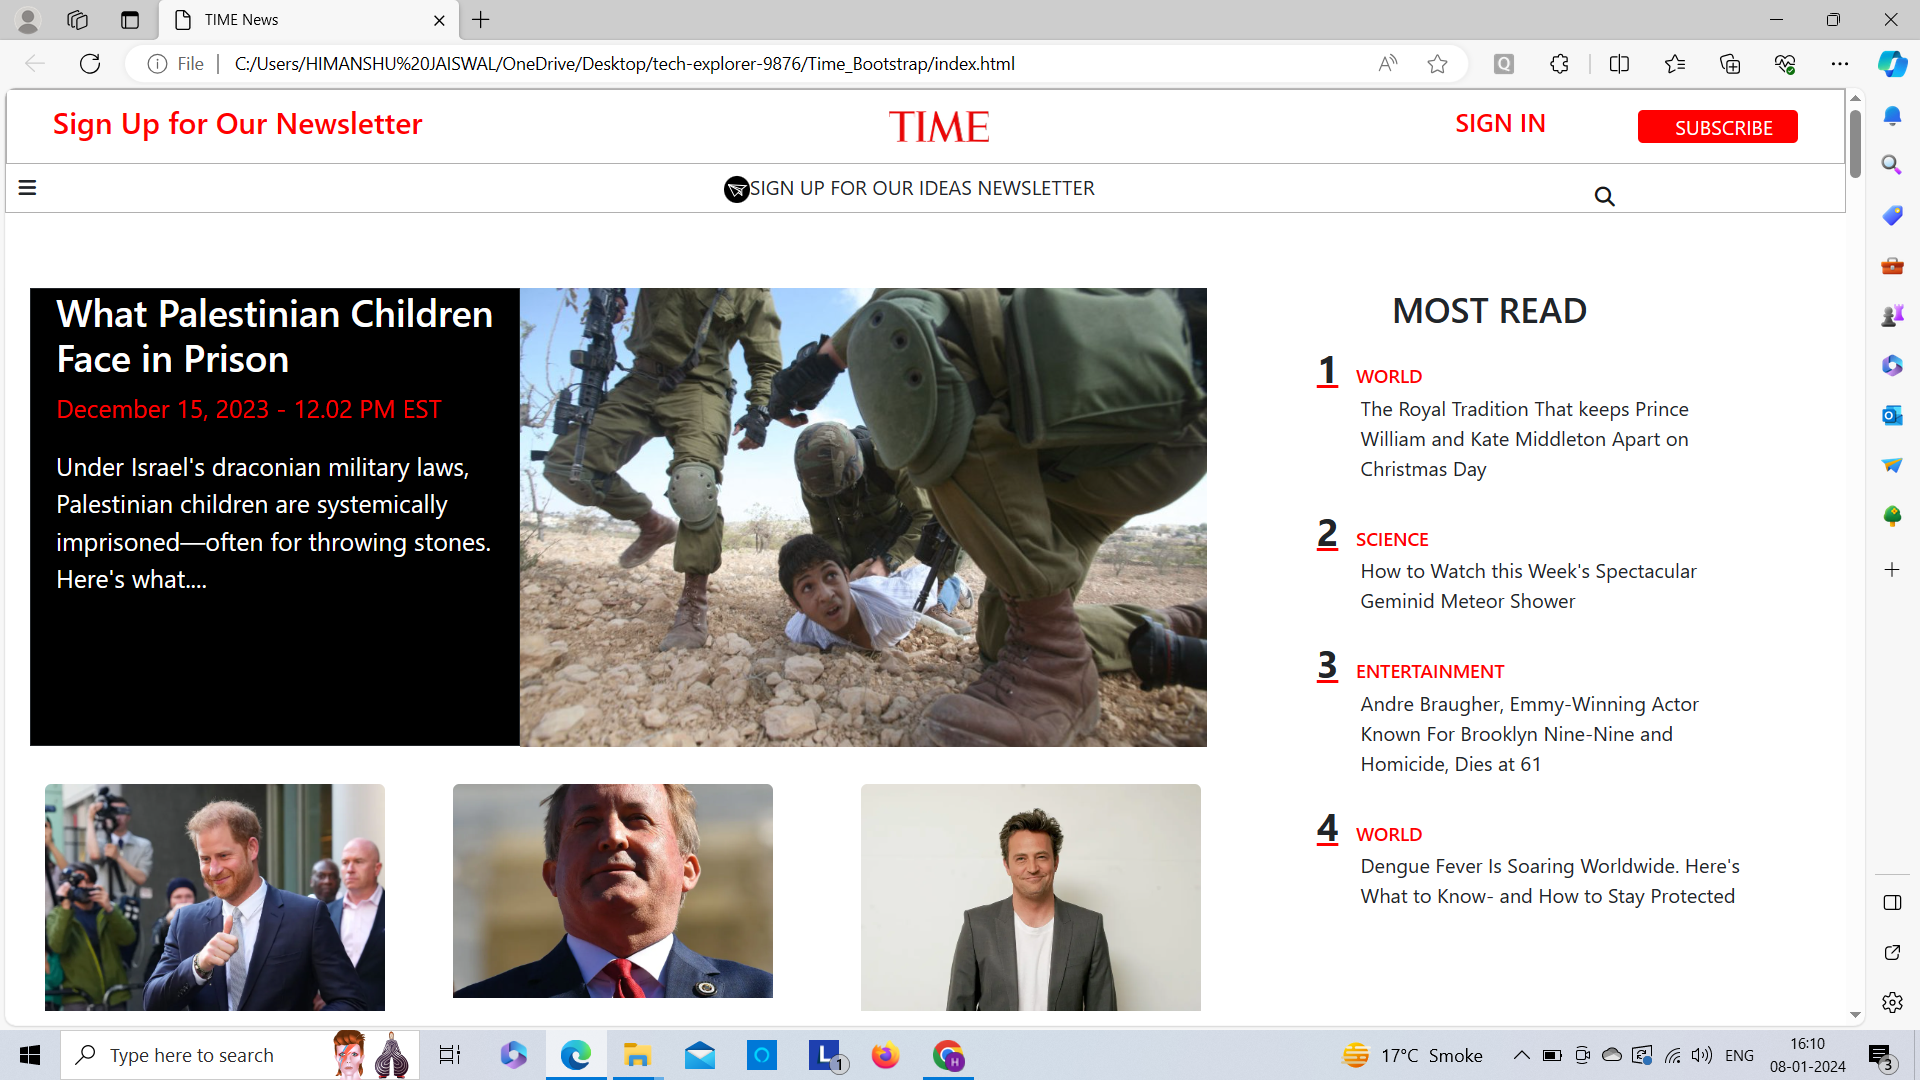 TIME News
File
C:/Users/HIMANSHU%20JAISWAL/OneDrive/Desktop/tech-explorer-9876/Time_Bootstrap/index.html
Sign Up for Our Newsletter
TIME
SIGN IN
SUBSCRIBE
SIGN UP FOR OUR IDEAS NEWSLETTER
What Palestinian Children
Face in Prison
December 15, 2023 - 12.02 PM EST
Under Israel's draconian military laws,
Palestinian children are systemically
imprisoned—often for throwing stones.
Here's what....
MOST READ
1 WORLD
The Royal Tradition That keeps Prince
William and Kate Middleton Apart on
Christmas Day
2 SCIENCE
How to Watch this Week's Spectacular
Geminid Meteor Shower
3 ENTERTAINMENT
Andre Braugher, Emmy-Winning Actor
Known For Brooklyn Nine-Nine and
Homicide, Dies at 61
4 WORLD
Dengue Fever Is Soaring Worldwide. Here's
What to Know- and How to Stay Protected
Type here to search
L 1
H
17°C Smoke
ENG
16:10
08-01-2024
3